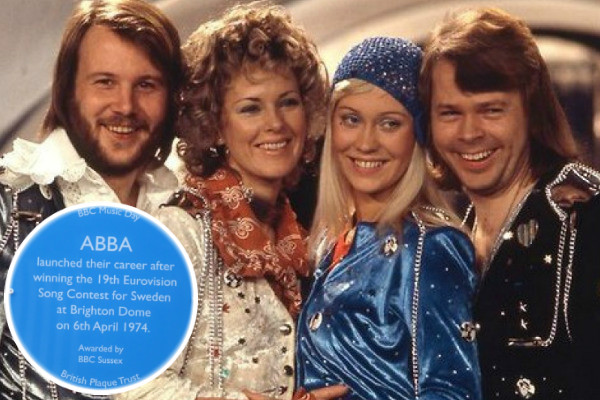 BBC Music Day
ABBA
launched their career after
winning the 19th Eurovision
Song Contest for Sweden
at Brighton Dome
on 6th April 1974.
Awarded by
BBC Sussex
British Plaque Trust